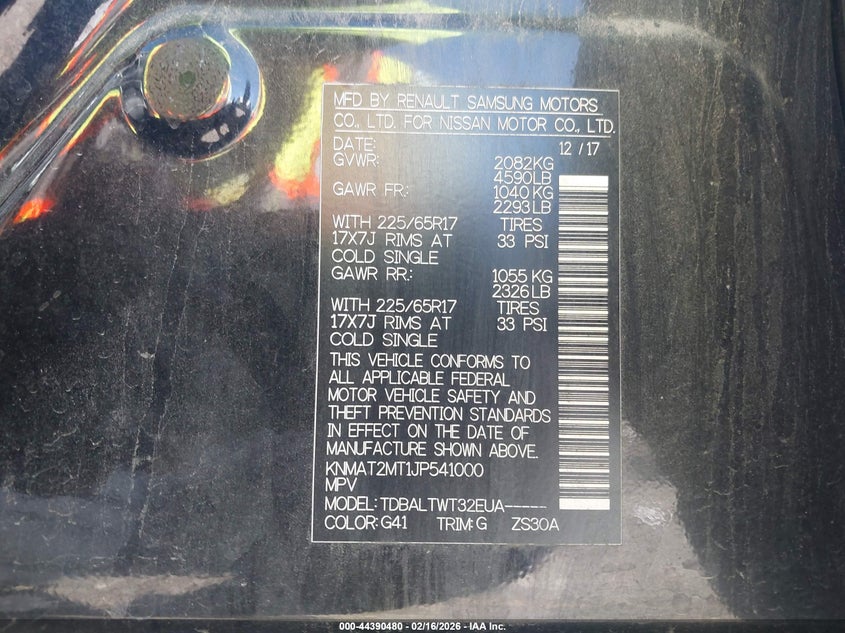 MFD BY RENAULT SAMSUNG MOTORS
CO., LTD. FOR NISSAN MOTOR CO., LTD.
DATE: 12 / 17
GVWR: 2082KG
4590LB
GAWR FR.: 1040KG
2293LB
WITH 225/65R17 TIRES
17X7J RIMS AT 33 PSI
COLD SINGLE
GAWR RR.: 1055 KG
2326LB
WITH 225/65R17 TIRES
17X7J RIMS AT 33 PSI
COLD SINGLE
THIS VEHICLE CONFORMS TO
ALL APPLICABLE FEDERAL
MOTOR VEHICLE SAFETY AND
THEFT PREVENTION STANDARDS
IN EFFECT ON THE DATE OF
MANUFACTURE SHOWN ABOVE.
KNMAT2MT1JP541000
MPV
MODEL: TDBALTWT32EUA------
COLOR: G41 TRIM: G ZS30A
000-44390480 - 02/16/2026 - IAA Inc.